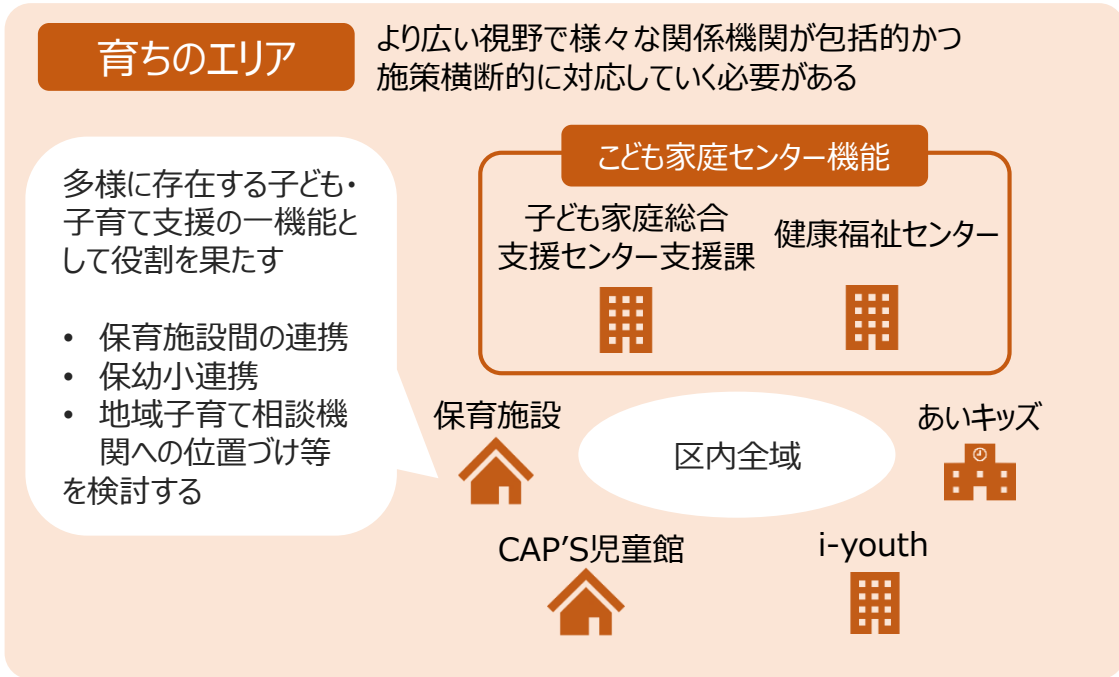 育ちのエリア
より広い視野で様々な関係機関が包括的かつ
施策横断的に対応していく必要がある
多様に存在する子ども・
子育て支援の一機能と
して役割を果たす
• 保育施設間の連携
• 保幼小連携
• 地域子育て相談機
関への位置づけ等
を検討する
こども家庭センター機能
子ども家庭総合
支援センター支援課
健康福祉センター
保育施設
区内全域
あいキッズ
CAP'S児童館
i-youth